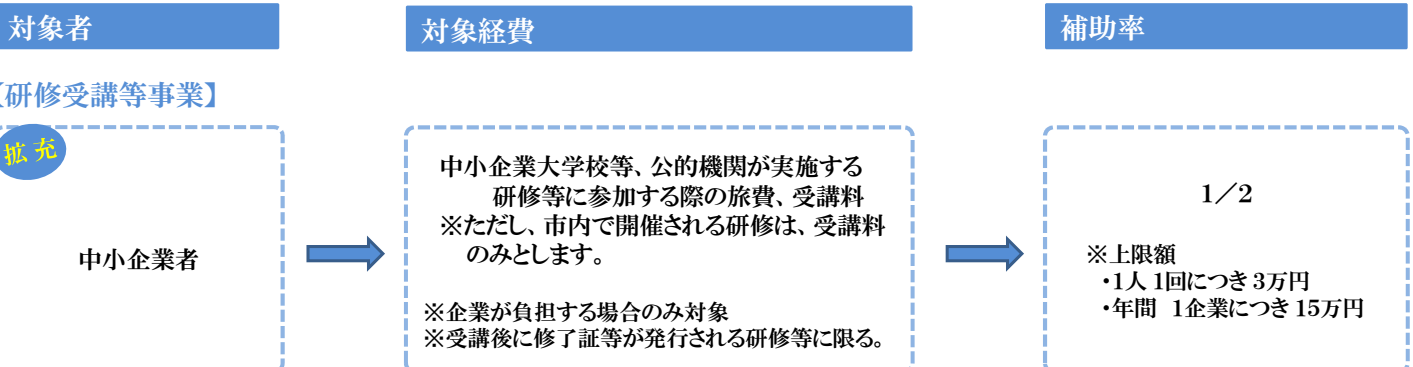 対象者
対象経費
補助率
【研修受講等事業】
拡充
中小企業者
中小企業大学校等、公的機関が実施する
研修等に参加する際の旅費、受講料
※ただし、市内で開催される研修は、受講料
のみとします。
※企業が負担する場合のみ対象
※受講後に修了証等が発行される研修等に限る。
1／2
※上限額
・1人1回につき3万円
・年間 1企業につき15万円